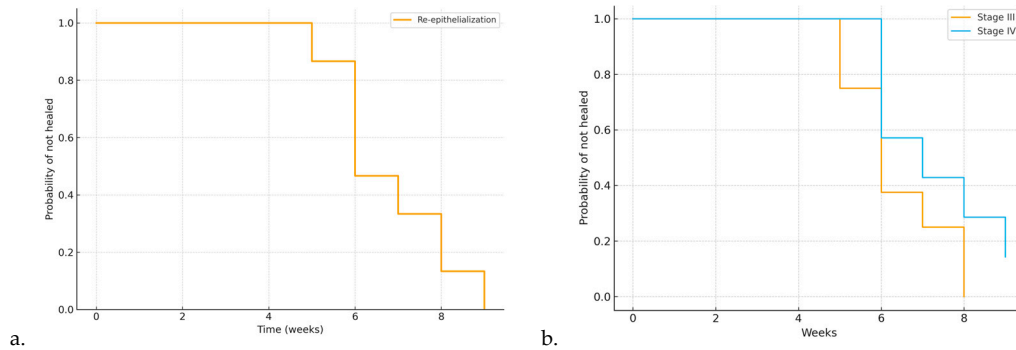 Re-epithelialization
1.0
0.8
0.6
0.4
0.2
0.0
Probability of not healed
0 2 4 6 8
Time (weeks)
a.
Stage III
Stage IV
1.0
0.8
0.6
0.4
0.2
0.0
Probability of not healed
0 2 4 6 8
Weeks
b.